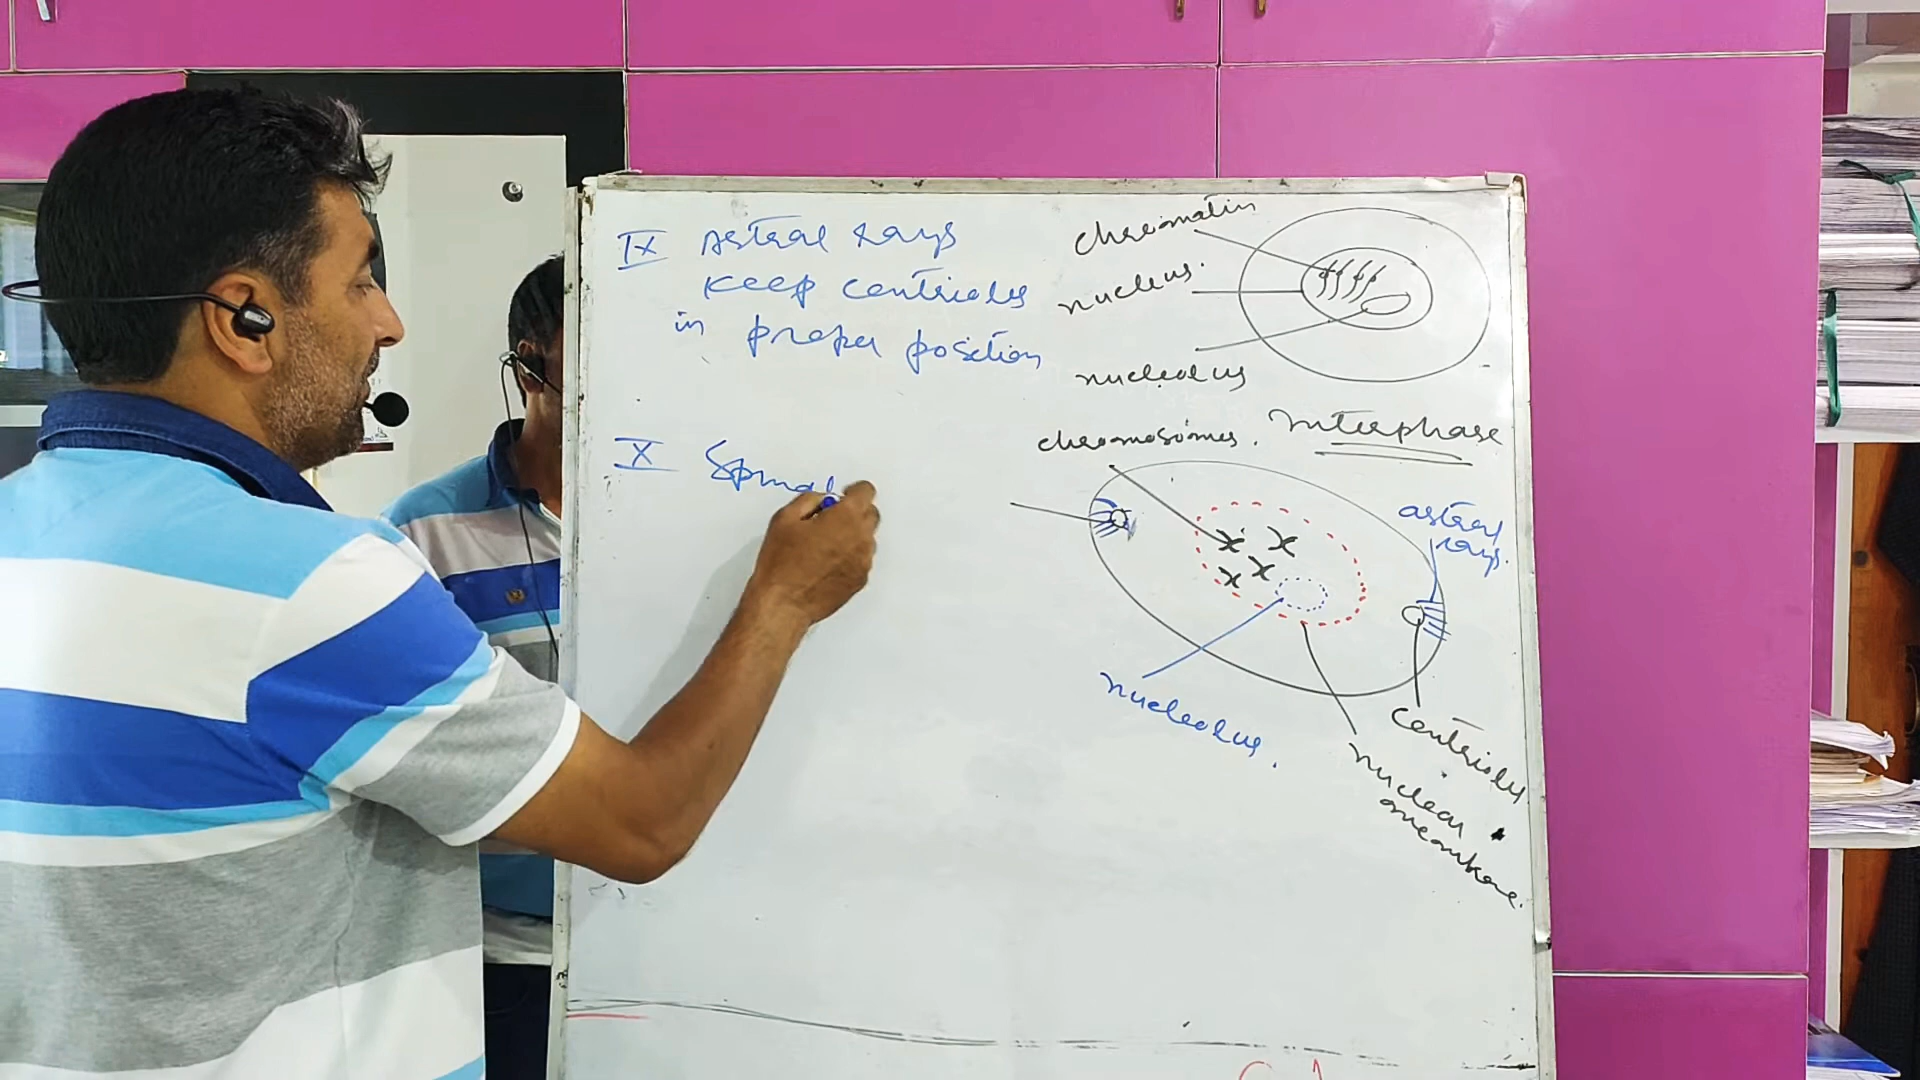 IX Astral rays
keep centrioles
in proper position
X Spind
chromatin
nucleus.
nucleolus
Interphase
chromosomes.
astral
rays.
nucleolus.
centrioles
nuclear
membrane.